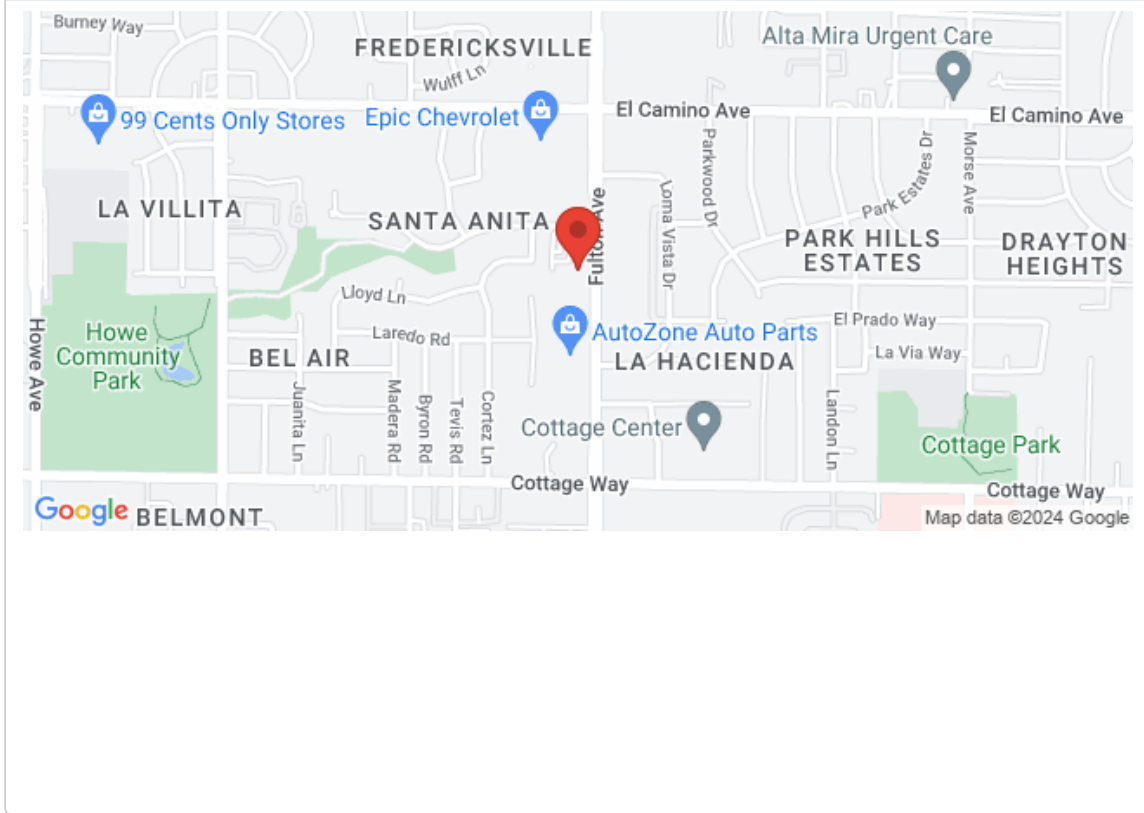 Burney Way
FREDERICKSVILLE
Alta Mira Urgent Care
Wulff Ln
99 Cents Only Stores
Epic Chevrolet
El Camino Ave
El Camino Ave
Parkwood Dr
Park Estates Dr
Morse Ave
LA VILLITA
SANTA ANITA
Fulton Ave
Loma Vista Dr
PARK HILLS
ESTATES
DRAYTON
HEIGHTS
Lloyd Ln
Howe Ave
Howe
Community
Park
Laredo Rd
AutoZone Auto Parts
El Prado Way
BEL AIR
LA HACIENDA
La Via Way
Juanita Ln
Madera Rd
Byron Rd
Tevis Rd
Cortez Ln
Landon Ln
Cottage Center
Cottage Park
Cottage Way
Cottage Way
Google
BELMONT
Map data ©2024 Google